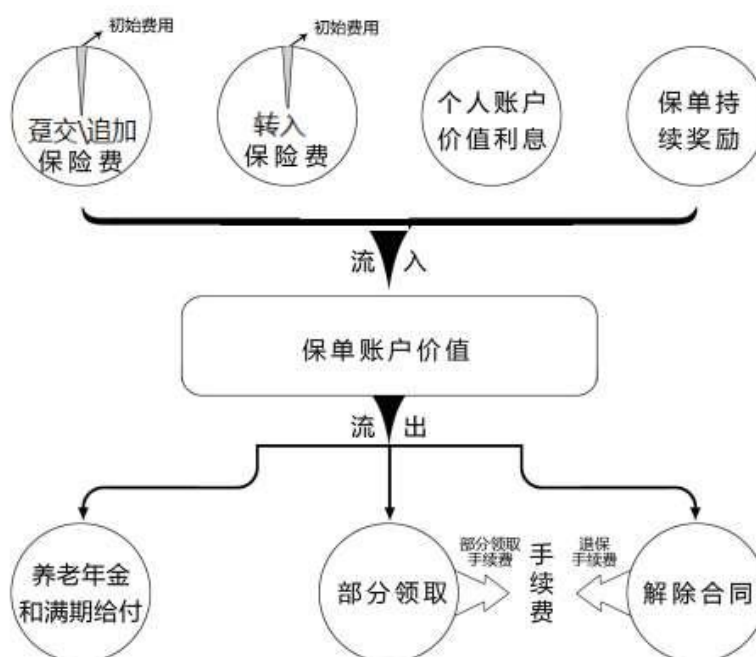 初始费用
初始费用
趸交\追加
保险费
转入
保险费
个人账户
价值利息
保单持
续奖励
流入
保单账户价值
流出
养老年金
和满期给付
部分领取
部分领取
手续费
手续费
退保
手续费
解除合同